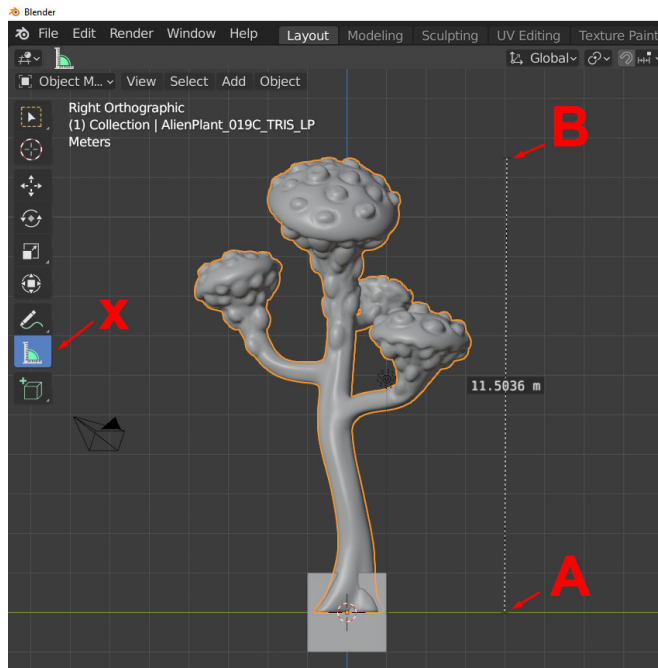 Blender
File Edit Render Window Help Layout Modeling Sculpting UV Editing Texture Paint
Global
Object M... View Select Add Object
Right Orthographic
(1) Collection | AlienPlant_019C_TRIS_LP
Meters
B
X
11.5036 m
A